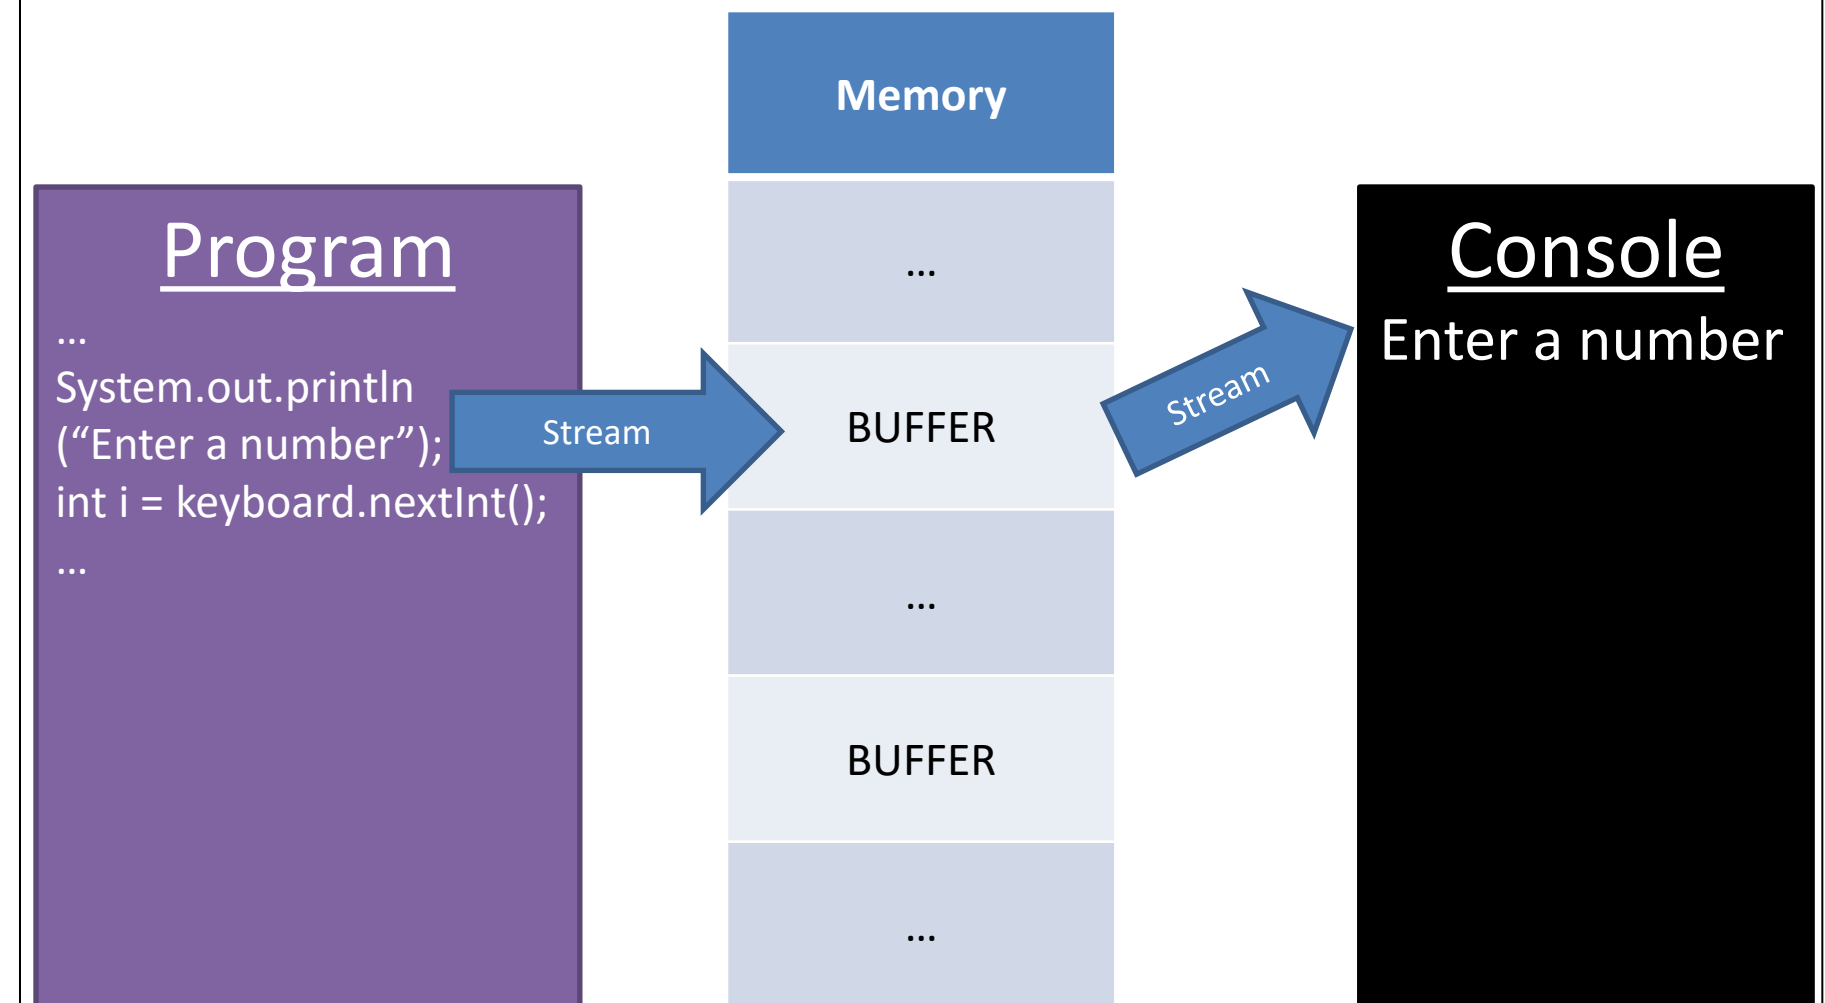 Memory
Program
...
System.out.println
(“Enter a number”);
int i = keyboard.nextInt();
...
Stream
...
BUFFER
...
BUFFER
...
Stream
Console
Enter a number